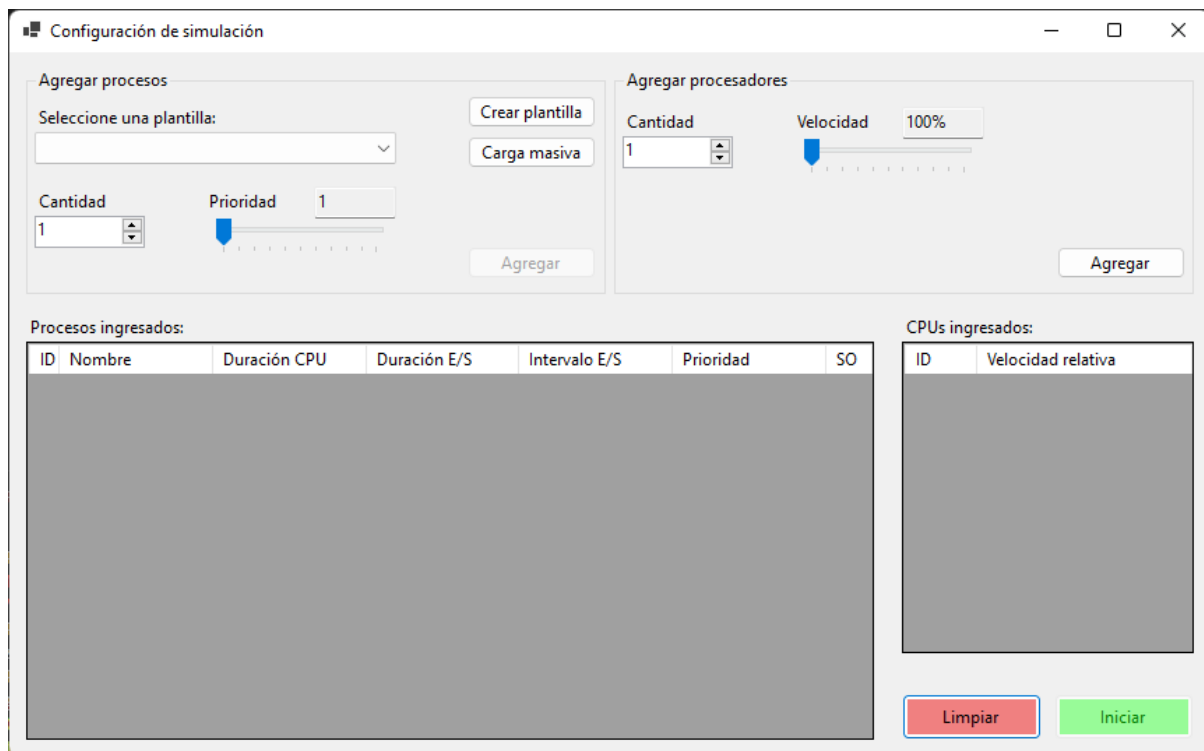 Configuración de simulación
Agregar procesos
Seleccione una plantilla:
Crear plantilla
Carga masiva
Cantidad
Prioridad
1
1
Agregar
Agregar procesadores
Cantidad
Velocidad
100%
1
Agregar
Procesos ingresados:
ID Nombre Duración CPU Duración E/S Intervalo E/S Prioridad SO
CPUs ingresados:
ID Velocidad relativa
Limpiar
Iniciar